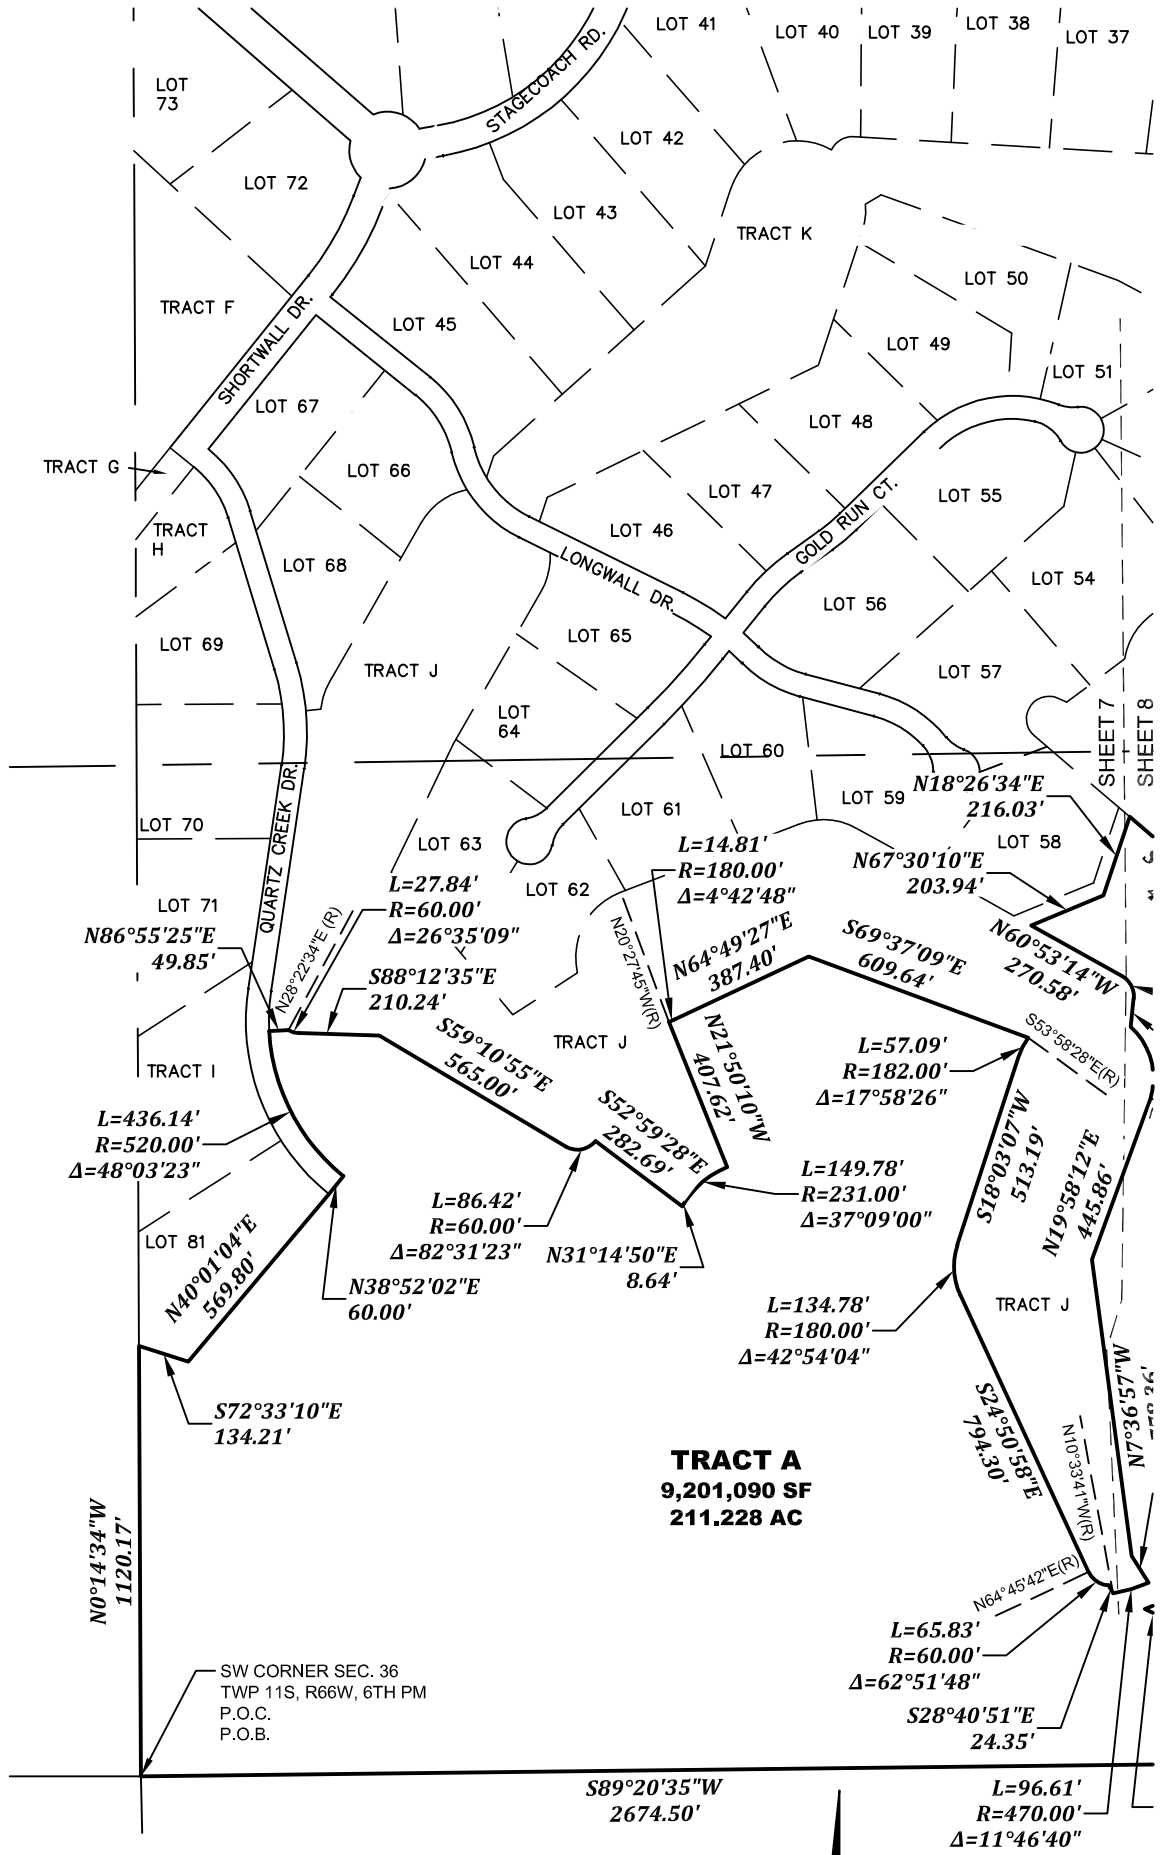 LOT 41
LOT 40
LOT 39
LOT 38
LOT 37
STAGECOACH RD.
LOT
73
LOT 42
LOT 72
LOT 43
TRACT K
LOT 44
LOT 50
TRACT F
SHORTWALL DR.
LOT 45
LOT 49
LOT 51
LOT 67
LOT 48
TRACT G
LOT 66
LOT 47
LOT 55
GOLD RUN CT.
TRACT
H
LOT 46
LOT 68
LONGWALL DR.
LOT 54
LOT 56
LOT 69
LOT 65
TRACT J
LOT 57
LOT
64
SHEET 7
SHEET 8
LOT 60
QUARTZ CREEK DR.
N18°26'34"E
216.03'
LOT 59
LOT 61
LOT 70
LOT 63
L=14.81'
R=180.00'
Δ=4°42'48"
LOT 58
N67°30'10"E
203.94'
L=27.84'
R=60.00'
Δ=26°35'09"
LOT 62
LOT 71
N86°55'25"E
49.85'
N28°22'34"E (R)
N20°27'45"W(R)
N64°49'27"E
387.40'
S69°37'09"E
609.64'
N60°53'14"W
270.58'
S88°12'35"E
210.24'
S59°10'55"E
565.00'
TRACT J
N21°50'10"W
407.62'
L=57.09'
R=182.00'
Δ=17°58'26"
S53°58'28"E(R)
TRACT I
L=436.14'
R=520.00'
Δ=48°03'23"
S52°59'28"E
282.69'
S18°03'07"W
513.19'
N19°58'12"E
445.86'
L=149.78'
R=231.00'
Δ=37°09'00"
L=86.42'
R=60.00'
Δ=82°31'23"
LOT 81
N40°01'04"E
569.80'
N31°14'50"E
8.64'
N38°52'02"E
60.00'
L=134.78'
R=180.00'
Δ=42°54'04"
TRACT J
N7°36'57"W
S72°33'10"E
134.21'
S24°50'58"E
794.30'
N10°33'41"W(R)
TRACT A
9,201,090 SF
211.228 AC
N0°14'34"W
1120.17'
N64°45'42"E(R)
L=65.83'
R=60.00'
Δ=62°51'48"
SW CORNER SEC. 36
TWP 11S, R66W, 6TH PM
P.O.C.
P.O.B.
S28°40'51"E
24.35'
S89°20'35"W
2674.50'
L=96.61'
R=470.00'
Δ=11°46'40"